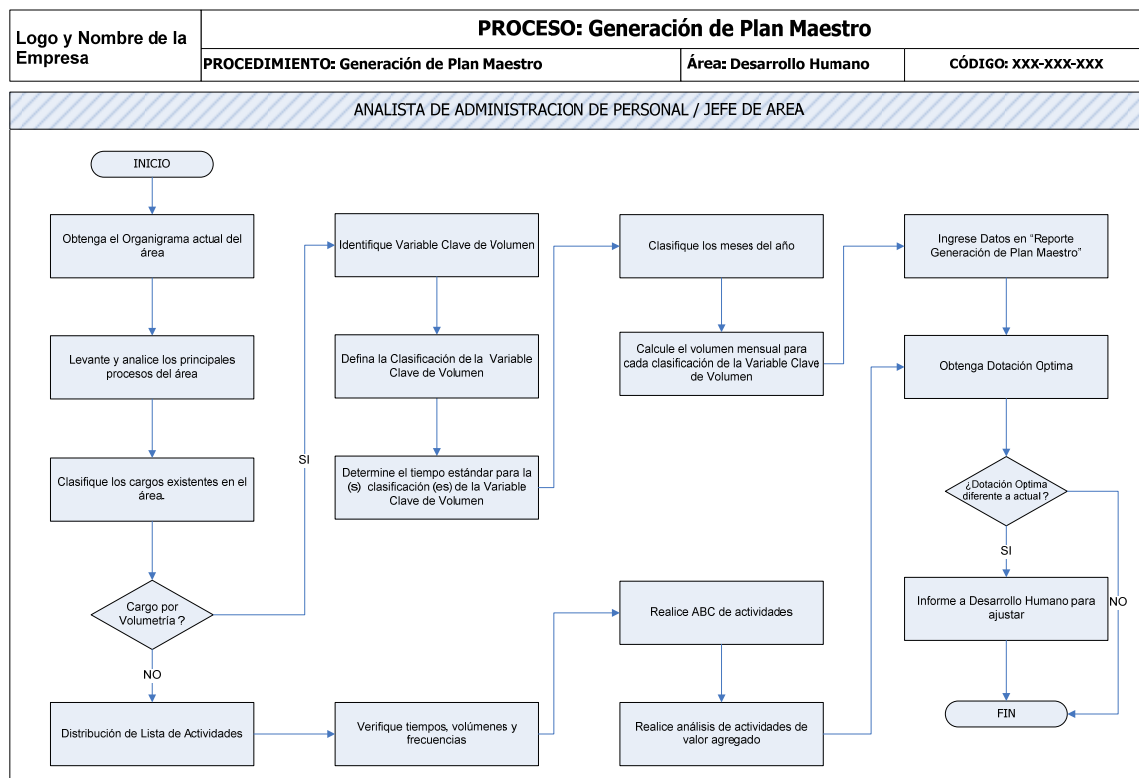 Logo y Nombre de la
Empresa
PROCESO: Generación de Plan Maestro
PROCEDIMIENTO: Generación de Plan Maestro
Área: Desarrollo Humano
CÓDIGO: XXX-XXX-XXX
ANALISTA DE ADMINISTRACION DE PERSONAL / JEFE DE AREA
INICIO
Obtenga el Organigrama actual del
área
Levante y analice los principales
procesos del área
Clasifique los cargos existentes en el
área.
Cargo por
Volumetría ?
SI
NO
Distribución de Lista de Actividades
Identifique Variable Clave de Volumen
Defina la Clasificación de la Variable
Clave de Volumen
Determine el tiempo estándar para la
(s) clasificación (es) de la Variable
Clave de Volumen
Verifique tiempos, volúmenes y
frecuencias
Clasifique los meses del año
Calcule el volumen mensual para
cada clasificación de la Variable Clave
de Volumen
Realice ABC de actividades
Realice análisis de actividades de
valor agregado
Ingrese Datos en “Reporte
Generación de Plan Maestro”
Obtenga Dotación Optima
¿Dotación Optima
diferente a actual ?
SI
NO
Informe a Desarrollo Humano para
ajustar
FIN